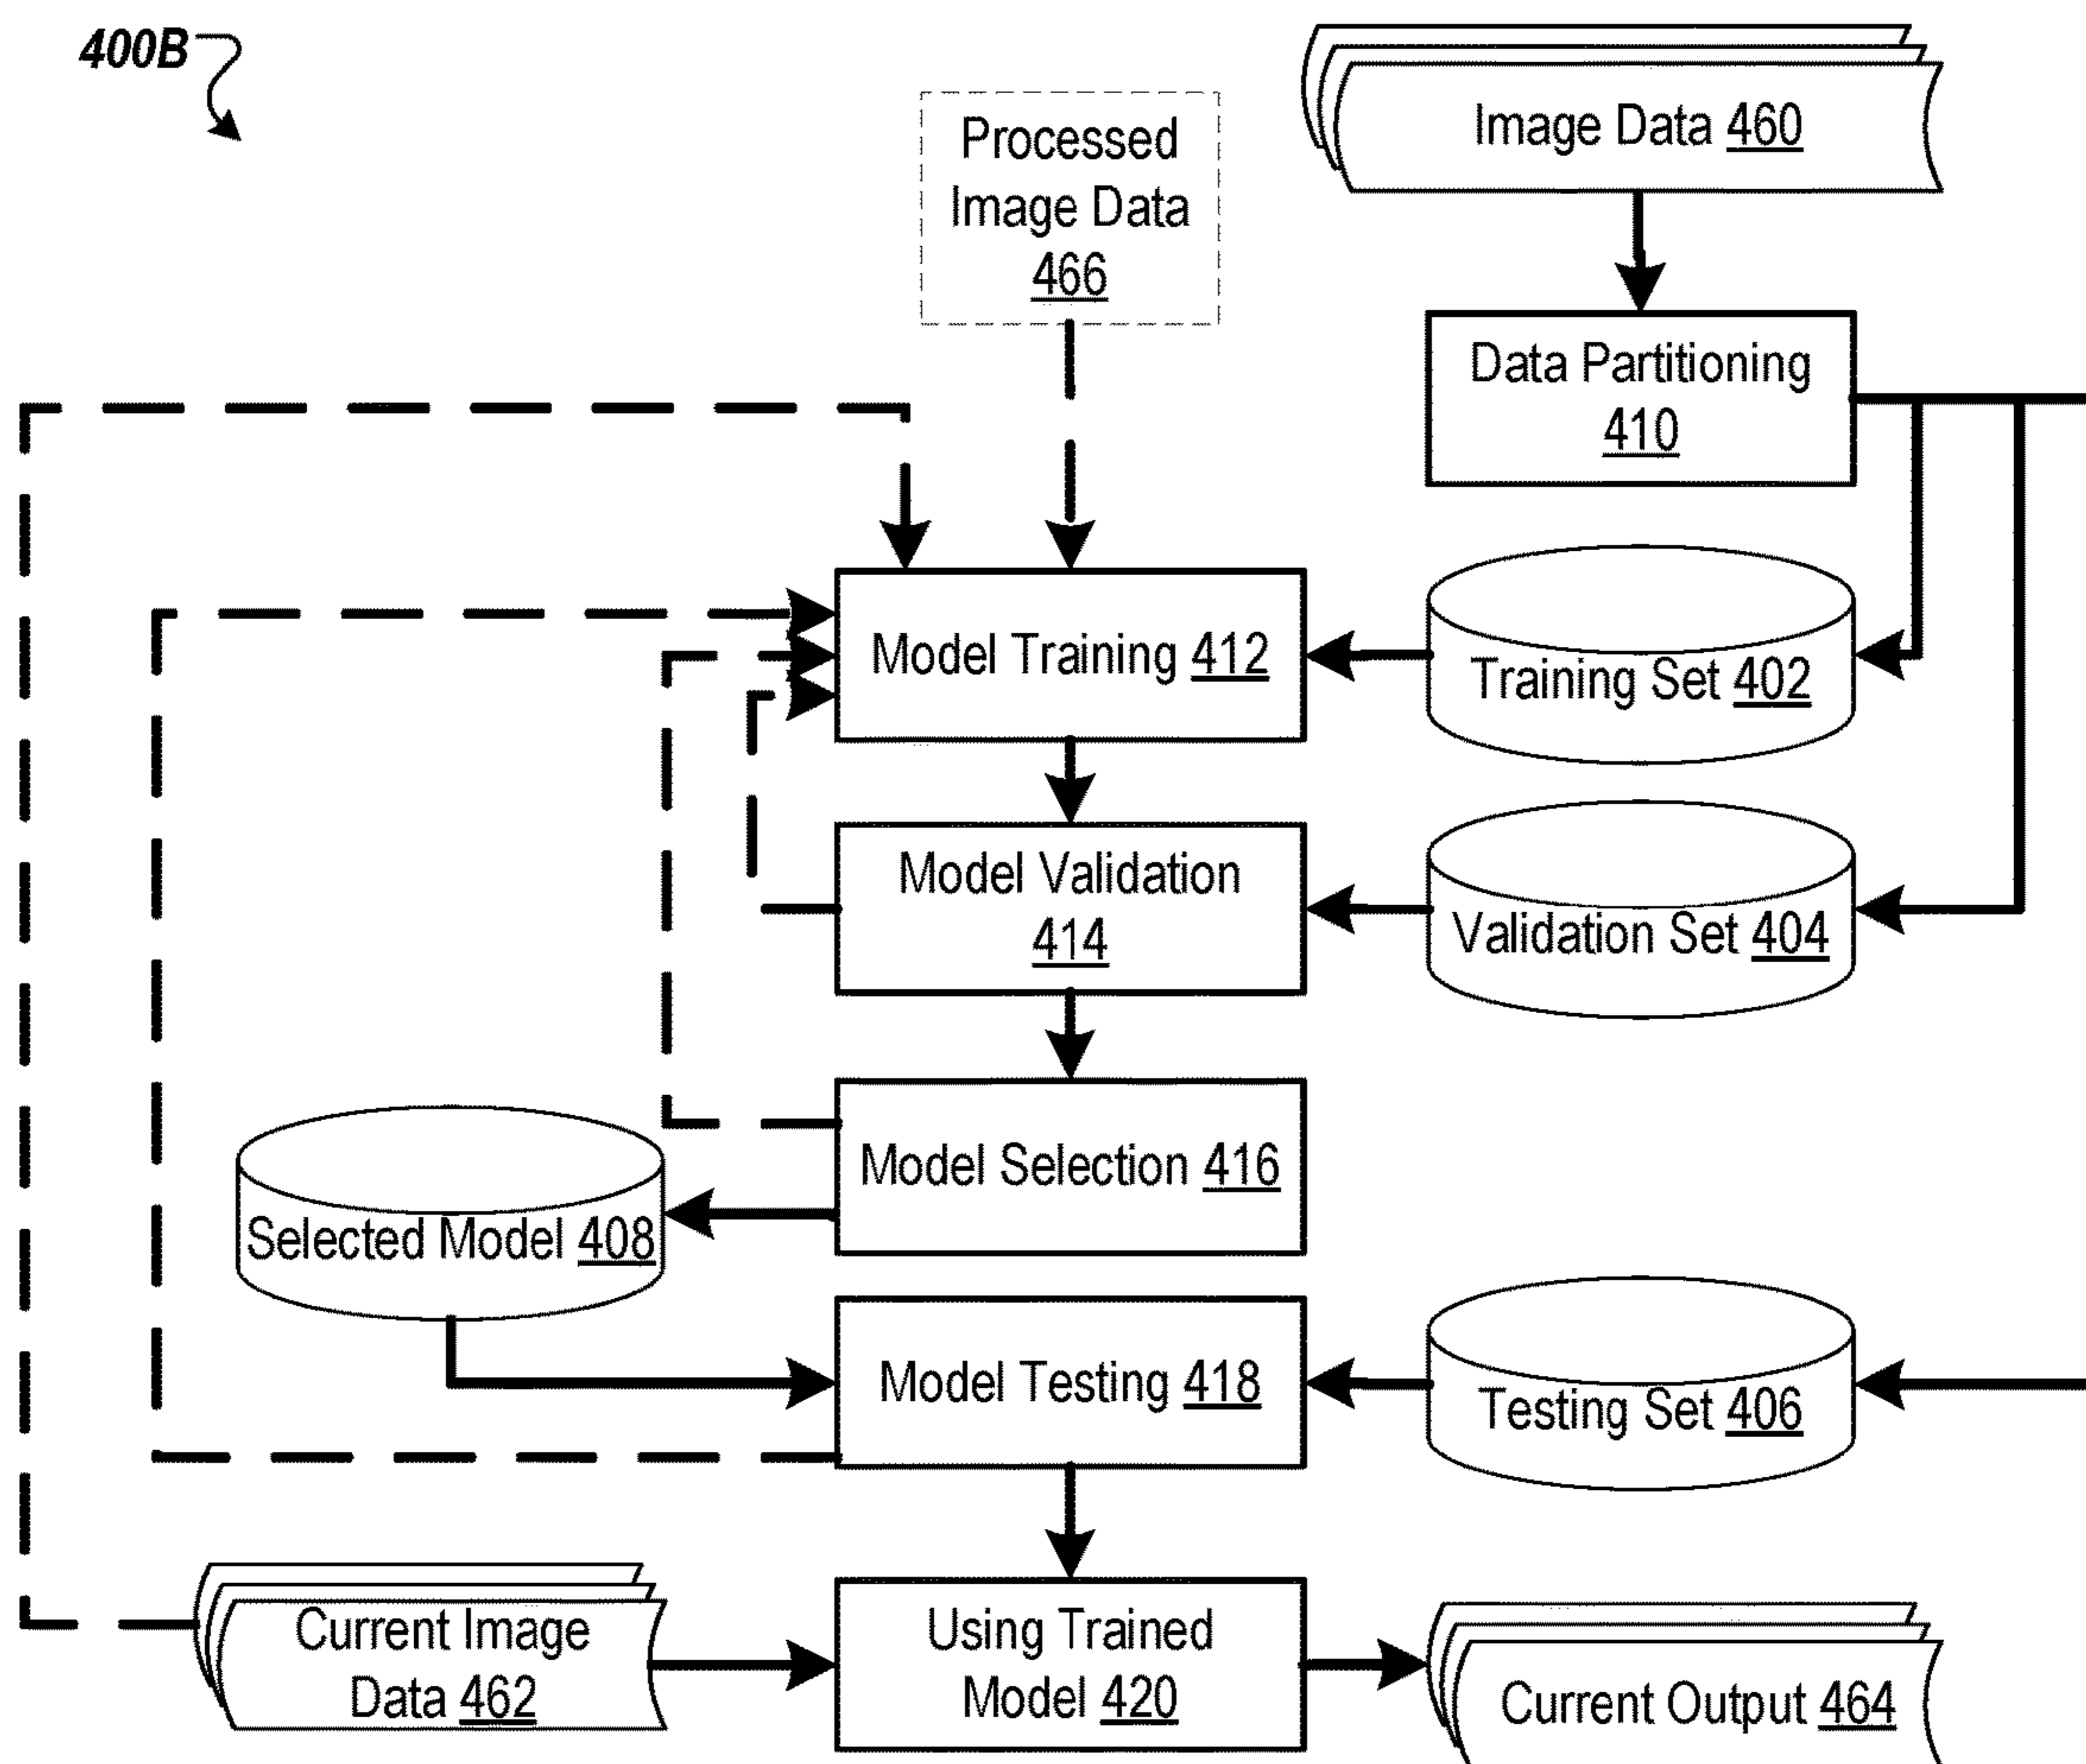 400B
Image Data 460
Processed
Image Data
466
Data Partitioning
410
Model Training 412
Training Set 402
Model Validation
414
Validation Set 404
Model Selection 416
Selected Model 408
Model Testing 418
Testing Set 406
Current Image
Data 462
Using Trained
Model 420
Current Output 464